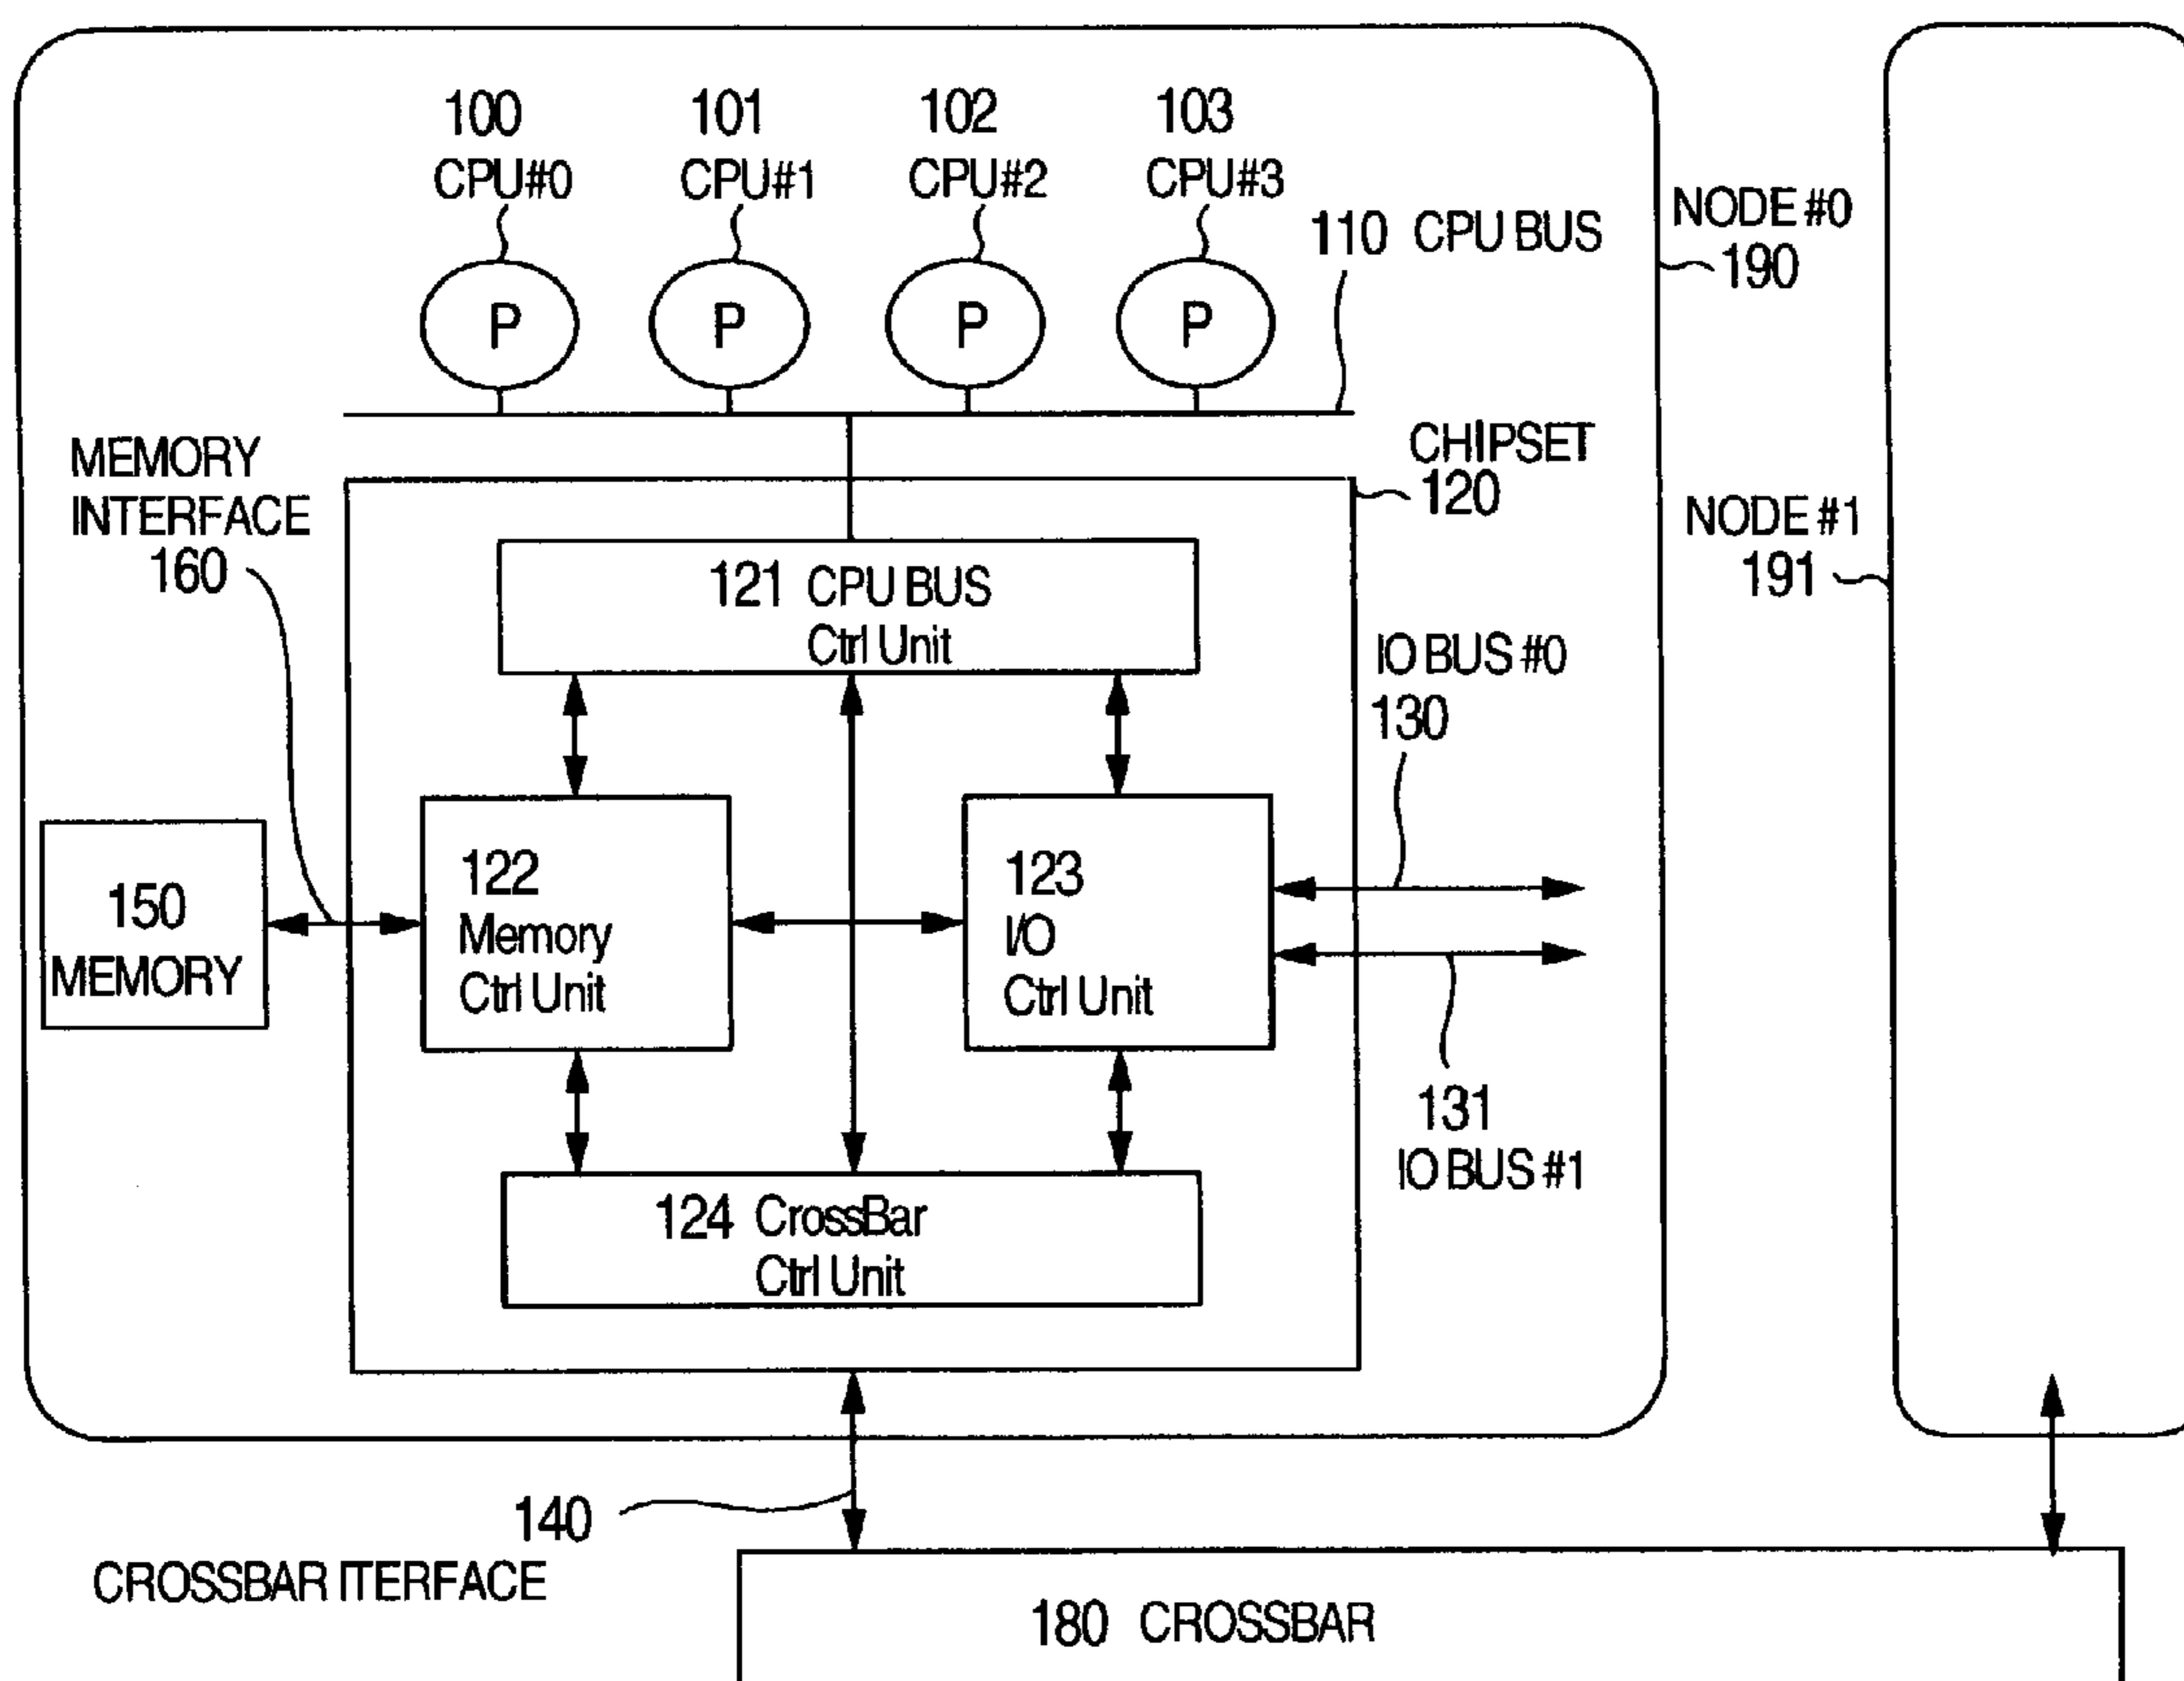 100
CPU#0
101
CPU#1
102
CPU#2
103
CPU#3
P
P
P
P
110 CPU BUS
NODE #0
190
MEMORY
INTERFACE
160
CHIPSET
120
NODE #1
191
121 CPU BUS
Ctrl Unit
IO BUS #0
130
150
MEMORY
122
Memory
Ctrl Unit
123
I/O
Ctrl Unit
131
IO BUS #1
124 CrossBar
Ctrl Unit
140
CROSSBAR ITERFACE
180 CROSSBAR